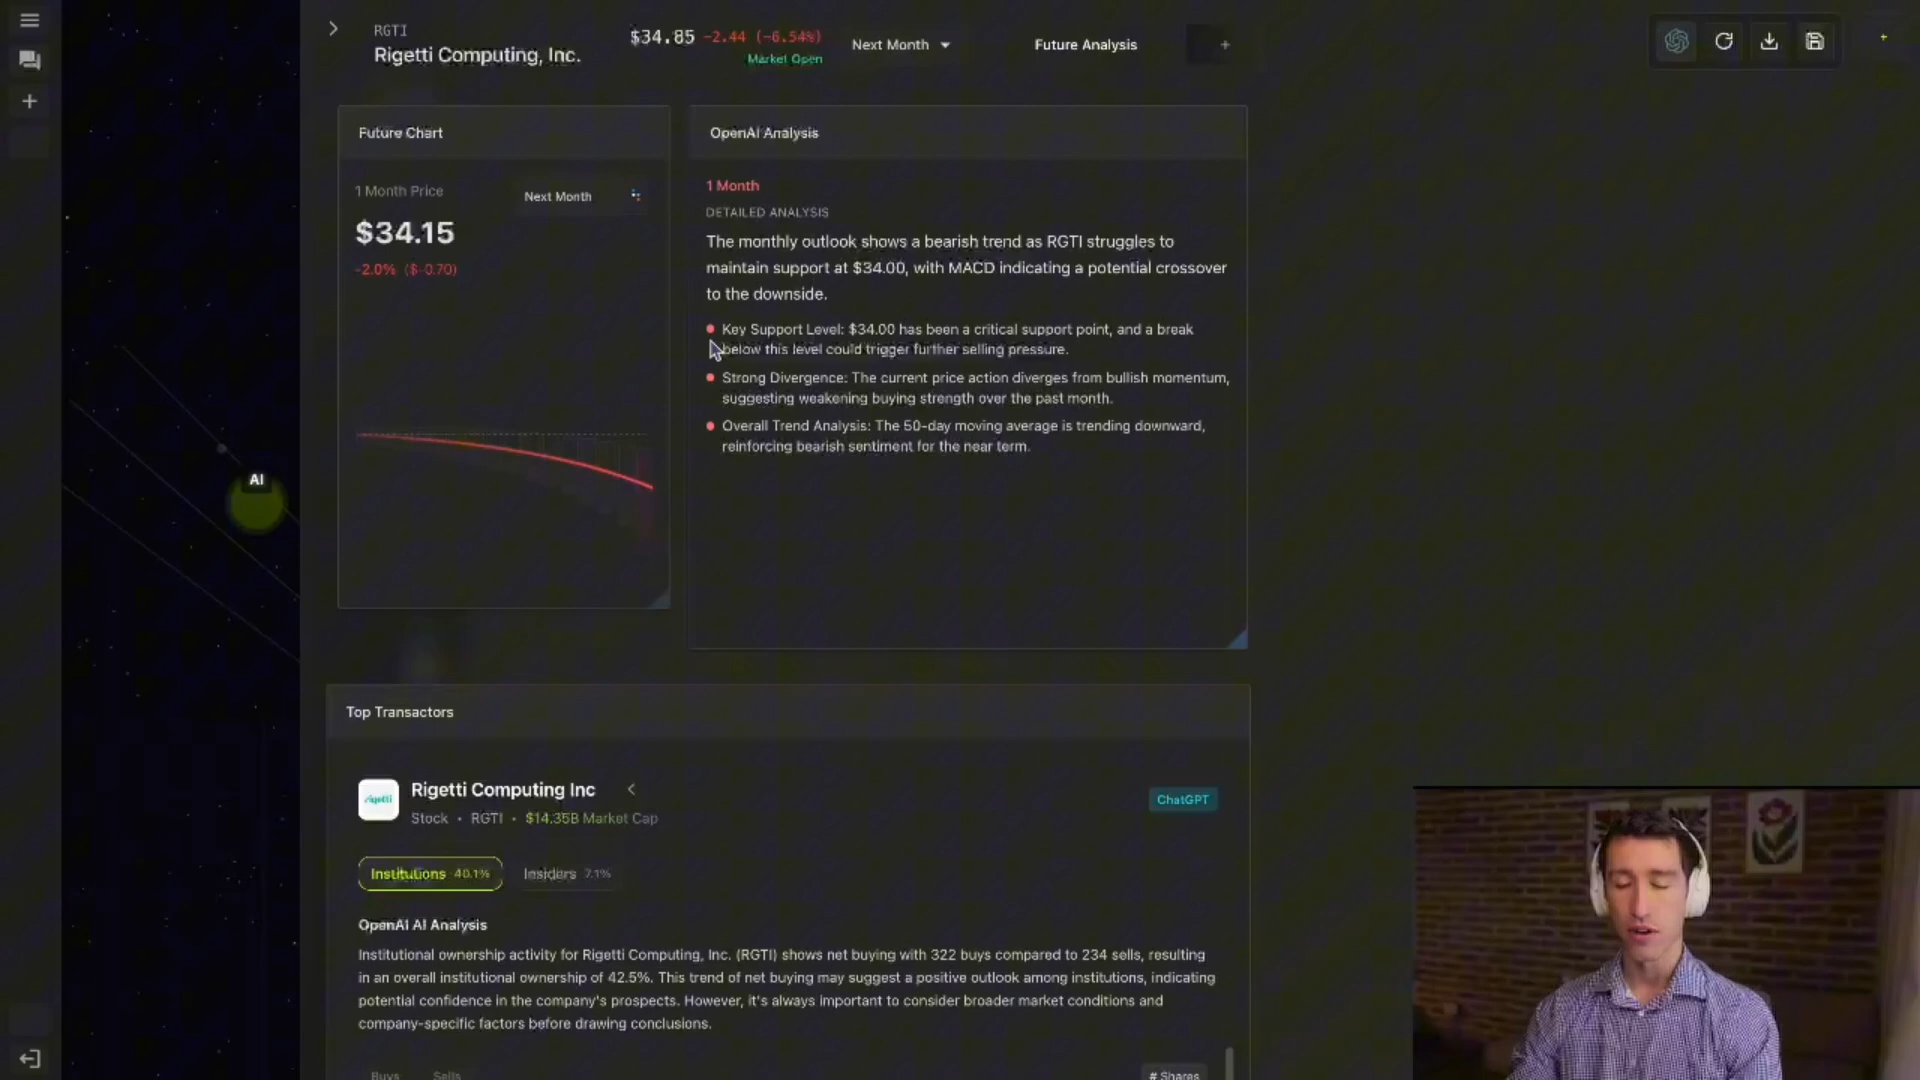 RGTI
Rigetti Computing, Inc.
$34.85 -2.44 (-6.54%)
Market Open
Next Month
Future Analysis
Future Chart
1 Month Price
Next Month
$34.15
-2.0% ($-0.70)
OpenAI Analysis
1 Month
DETAILED ANALYSIS
The monthly outlook shows a bearish trend as RGTI struggles to
maintain support at $34.00, with MACD indicating a potential crossover
to the downside.
Key Support Level: $34.00 has been a critical support point, and a break
below this level could trigger further selling pressure.
Strong Divergence: The current price action diverges from bullish momentum,
suggesting weakening buying strength over the past month.
Overall Trend Analysis: The 50-day moving average is trending downward,
reinforcing bearish sentiment for the near term.
AI
Top Transactors
rigetti
Rigetti Computing Inc
Stock • RGTI • $14.35B Market Cap
ChatGPT
Institutions 40.1%
Insiders 7.1%
OpenAI AI Analysis
Institutional ownership activity for Rigetti Computing, Inc. (RGTI) shows net buying with 322 buys compared to 234 sells, resulting
in an overall institutional ownership of 42.5%. This trend of net buying may suggest a positive outlook among institutions, indicating
potential confidence in the company's prospects. However, it's always important to consider broader market conditions and
company-specific factors before drawing conclusions.
Buys Sells
# Shares